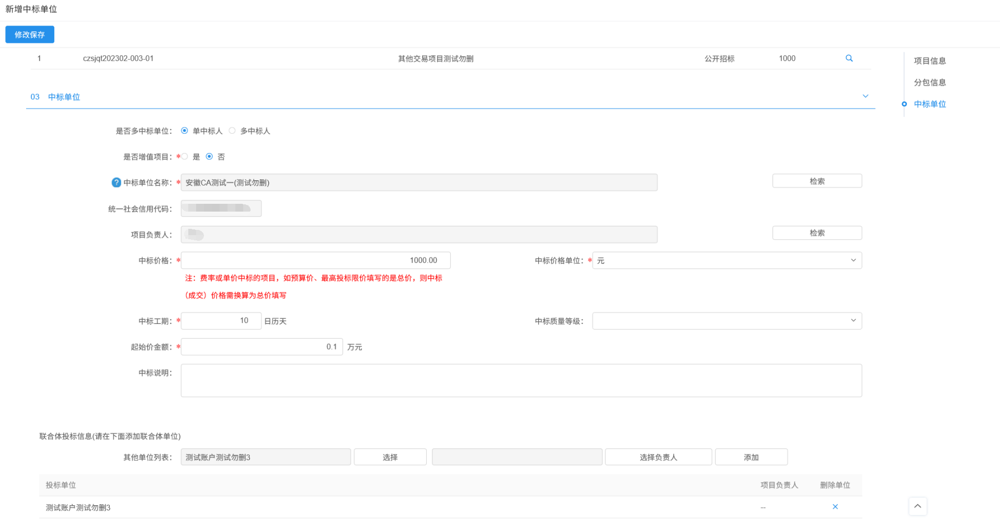 新增中标单位
修改保存
1 czsjqt202302-003-01 其他交易项目测试勿删 公开招标 1000
项目信息
分包信息
中标单位
03 中标单位
是否多中标单位： 单中标人 多中标人
是否增值项目：* 是 否
? 中标单位名称：* 安徽CA测试一(测试勿删) 检索
统一社会信用代码：
项目负责人： 检索
中标价格：* 1000.00 中标价格单位：* 元
注：费率或单价中标的项目，如预算价、最高投标限价填写的是总价，则中标
（成交）价格需换算为总价填写
中标工期：* 10 日历天 中标质量等级：
起始价金额：* 0.1 万元
中标说明：
联合体投标信息(请在下面添加联合体单位)
其他单位列表： 测试账户测试勿删3 选择 选择负责人 添加
投标单位 项目负责人 删除单位
测试账户测试勿删3 --